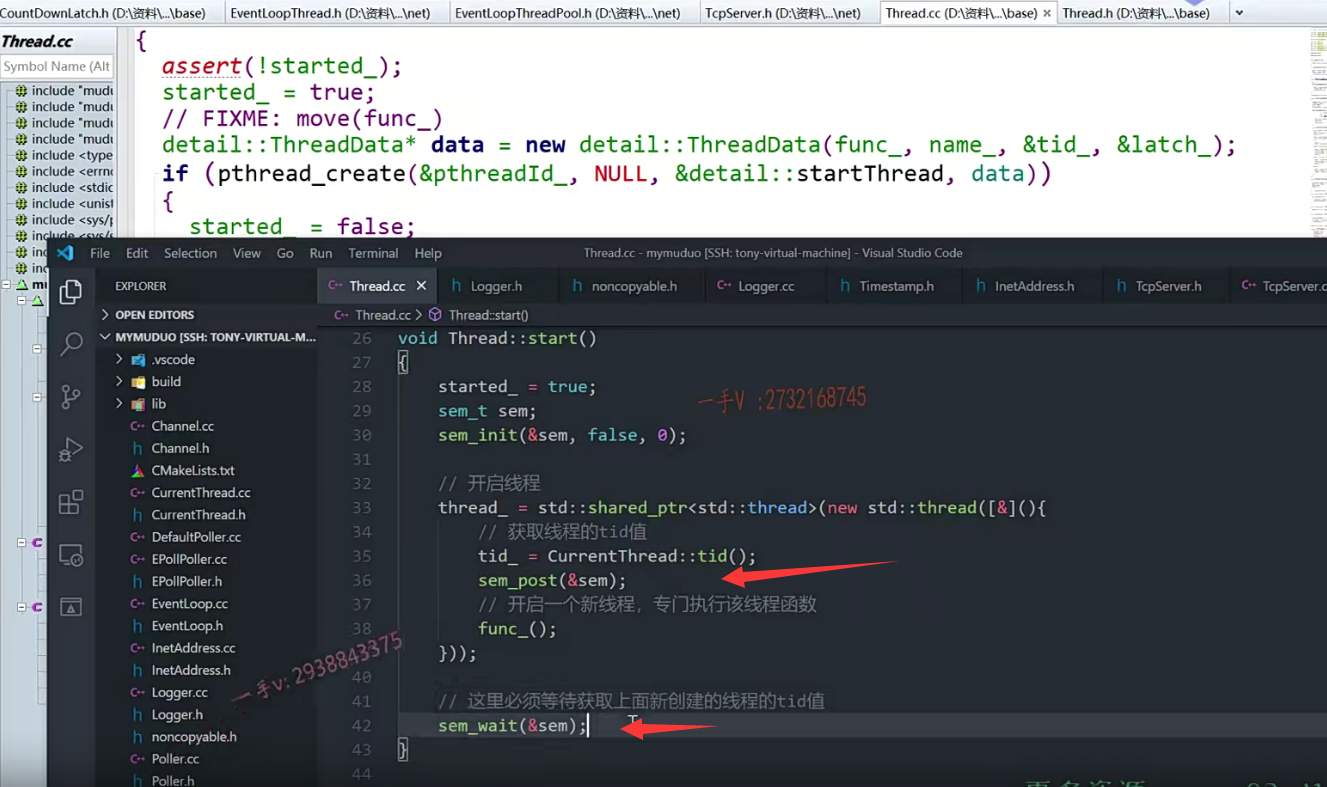 CountDownLatch.h (D:\资料\...\base)
EventLoopThread.h (D:\资料\...\net)
EventLoopThreadPool.h (D:\资料\...\net)
TcpServer.h (D:\资料\...\net)
Thread.cc (D:\资料\...\base) ×
Thread.h (D:\资料\...\base)
Thread.cc
Symbol Name (Alt
include "mudu
include "mudu
include "mudu
include "mudu
include <type
include <errno
include <stdic
include <unist
include <sys/p
include <sys/s
inc
inc
mu
{
assert(!started_);
started_ = true;
// FIXME: move(func_)
detail::ThreadData* data = new detail::ThreadData(func_, name_, &tid_, &latch_);
if (pthread_create(&pthreadId_, NULL, &detail::startThread, data))
{
started_ = false;
File Edit Selection View Go Run Terminal Help
Thread.cc - mymuduo [SSH: tony-virtual-machine] - Visual Studio Code
EXPLORER
OPEN EDITORS
MYMUDUO [SSH: TONY-VIRTUAL-M...
.vscode
build
lib
Channel.cc
Channel.h
CMakeLists.txt
CurrentThread.cc
CurrentThread.h
DefaultPoller.cc
EPollPoller.cc
EPollPoller.h
EventLoop.cc
EventLoop.h
InetAddress.cc
InetAddress.h
Logger.cc
Logger.h
noncopyable.h
Poller.cc
Poller.h
C++ Thread.cc ×
h Logger.h
h noncopyable.h
C++ Logger.cc
h Timestamp.h
h InetAddress.h
h TcpServer.h
C++ TcpServer.c
C++ Thread.cc > Thread::start()
26 void Thread::start()
27 {
28 started_ = true;
29 sem_t sem;
30 sem_init(&sem, false, 0);
31
32 // 开启线程
33 thread_ = std::shared_ptr<std::thread>(new std::thread([&](){
34 // 获取线程的tid值
35 tid_ = CurrentThread::tid();
36 sem_post(&sem);
37 // 开启一个新线程，专门执行该线程函数
38 func_();
}));
40
41 // 这里必须等待获取上面新创建的线程的tid值
42 sem_wait(&sem);
43 }
44
一手V :2732168745
一手v: 2938843375